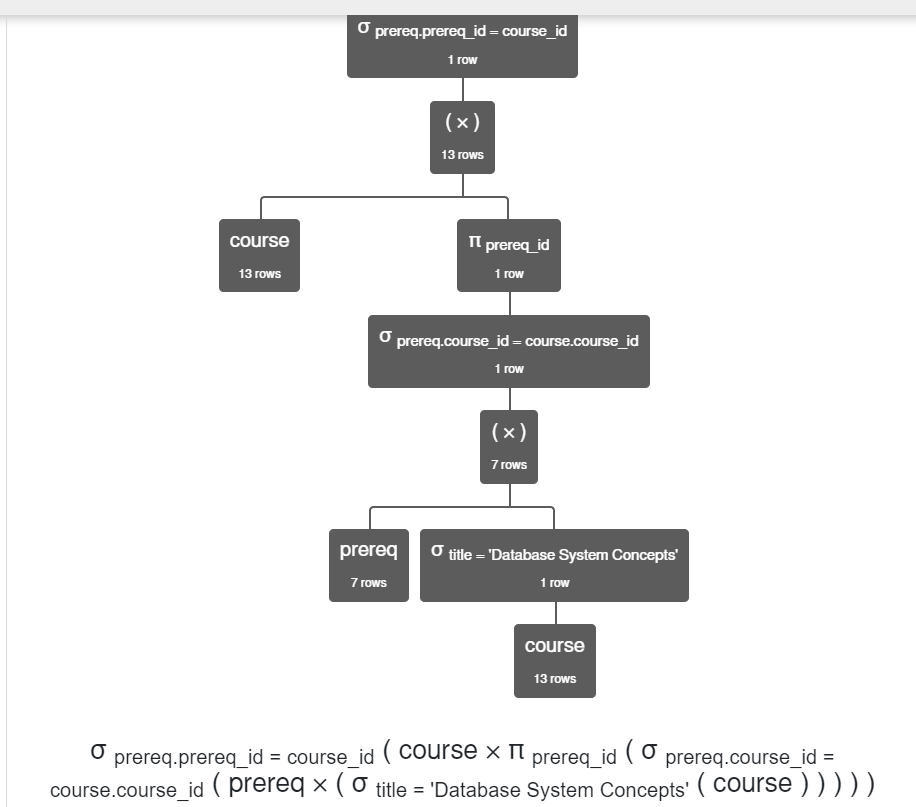 σ prereq.prereq_id = course_id
1 row
(×)
13 rows
course
13 rows
π prereq_id
1 row
σ prereq.course_id = course.course_id
1 row
(×)
7 rows
prereq
7 rows
σ title = 'Database System Concepts'
1 row
course
13 rows
σ prereq.prereq_id = course_id ( course × π prereq_id ( σ prereq.course_id =
course.course_id ( prereq × ( σ title = 'Database System Concepts' ( course ) ) ) ) )